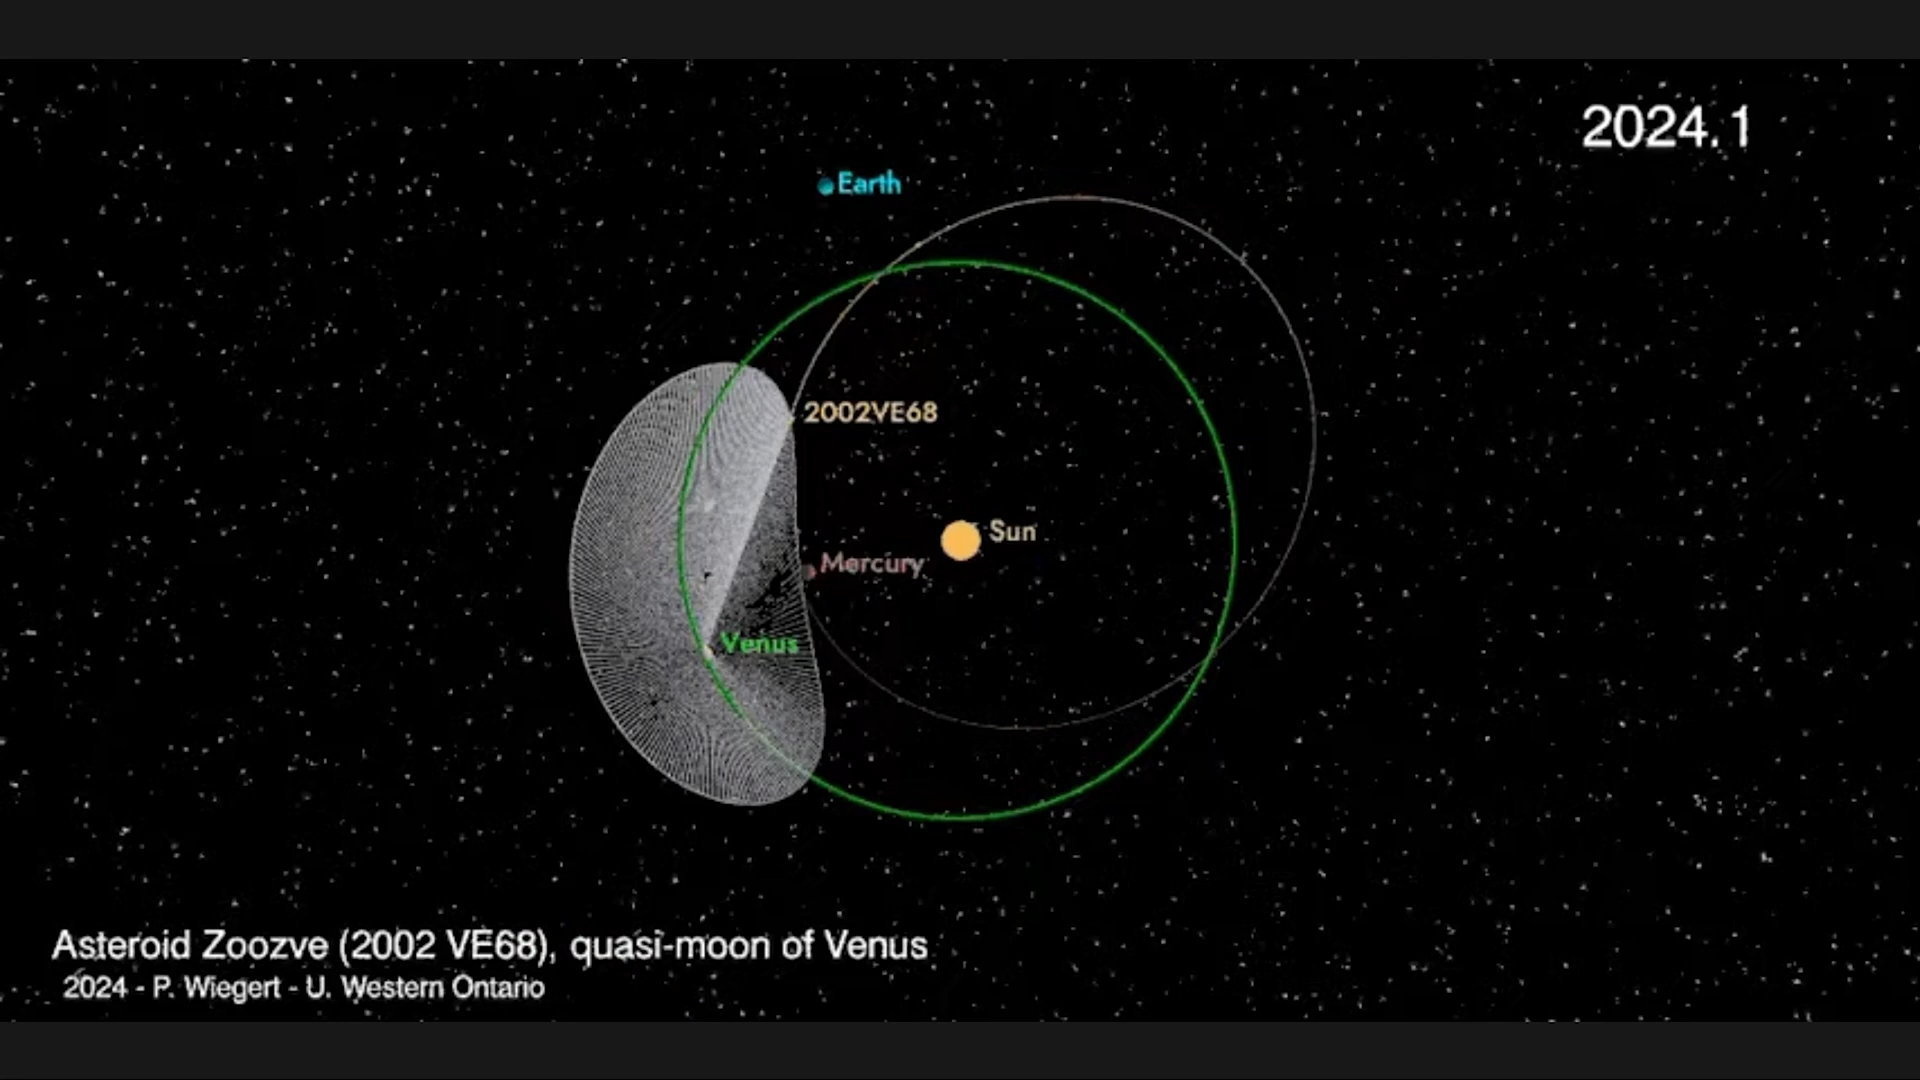 2024.1
Earth
2002VE68
Sun
Mercury
Venus
Asteroid Zoozve (2002 VE68), quasi-moon of Venus
2024 - P. Wiegert - U. Western Ontario